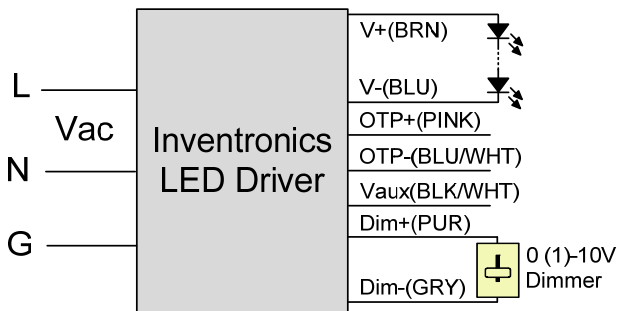 L
Vac
N
G
Inventronics
LED Driver
V+(BRN)
V-(BLU)
OTP+(PINK)
OTP-(BLU/WHT)
Vaux(BLK/WHT)
Dim+(PUR)
Dim-(GRY)
0 (1)-10V
Dimmer